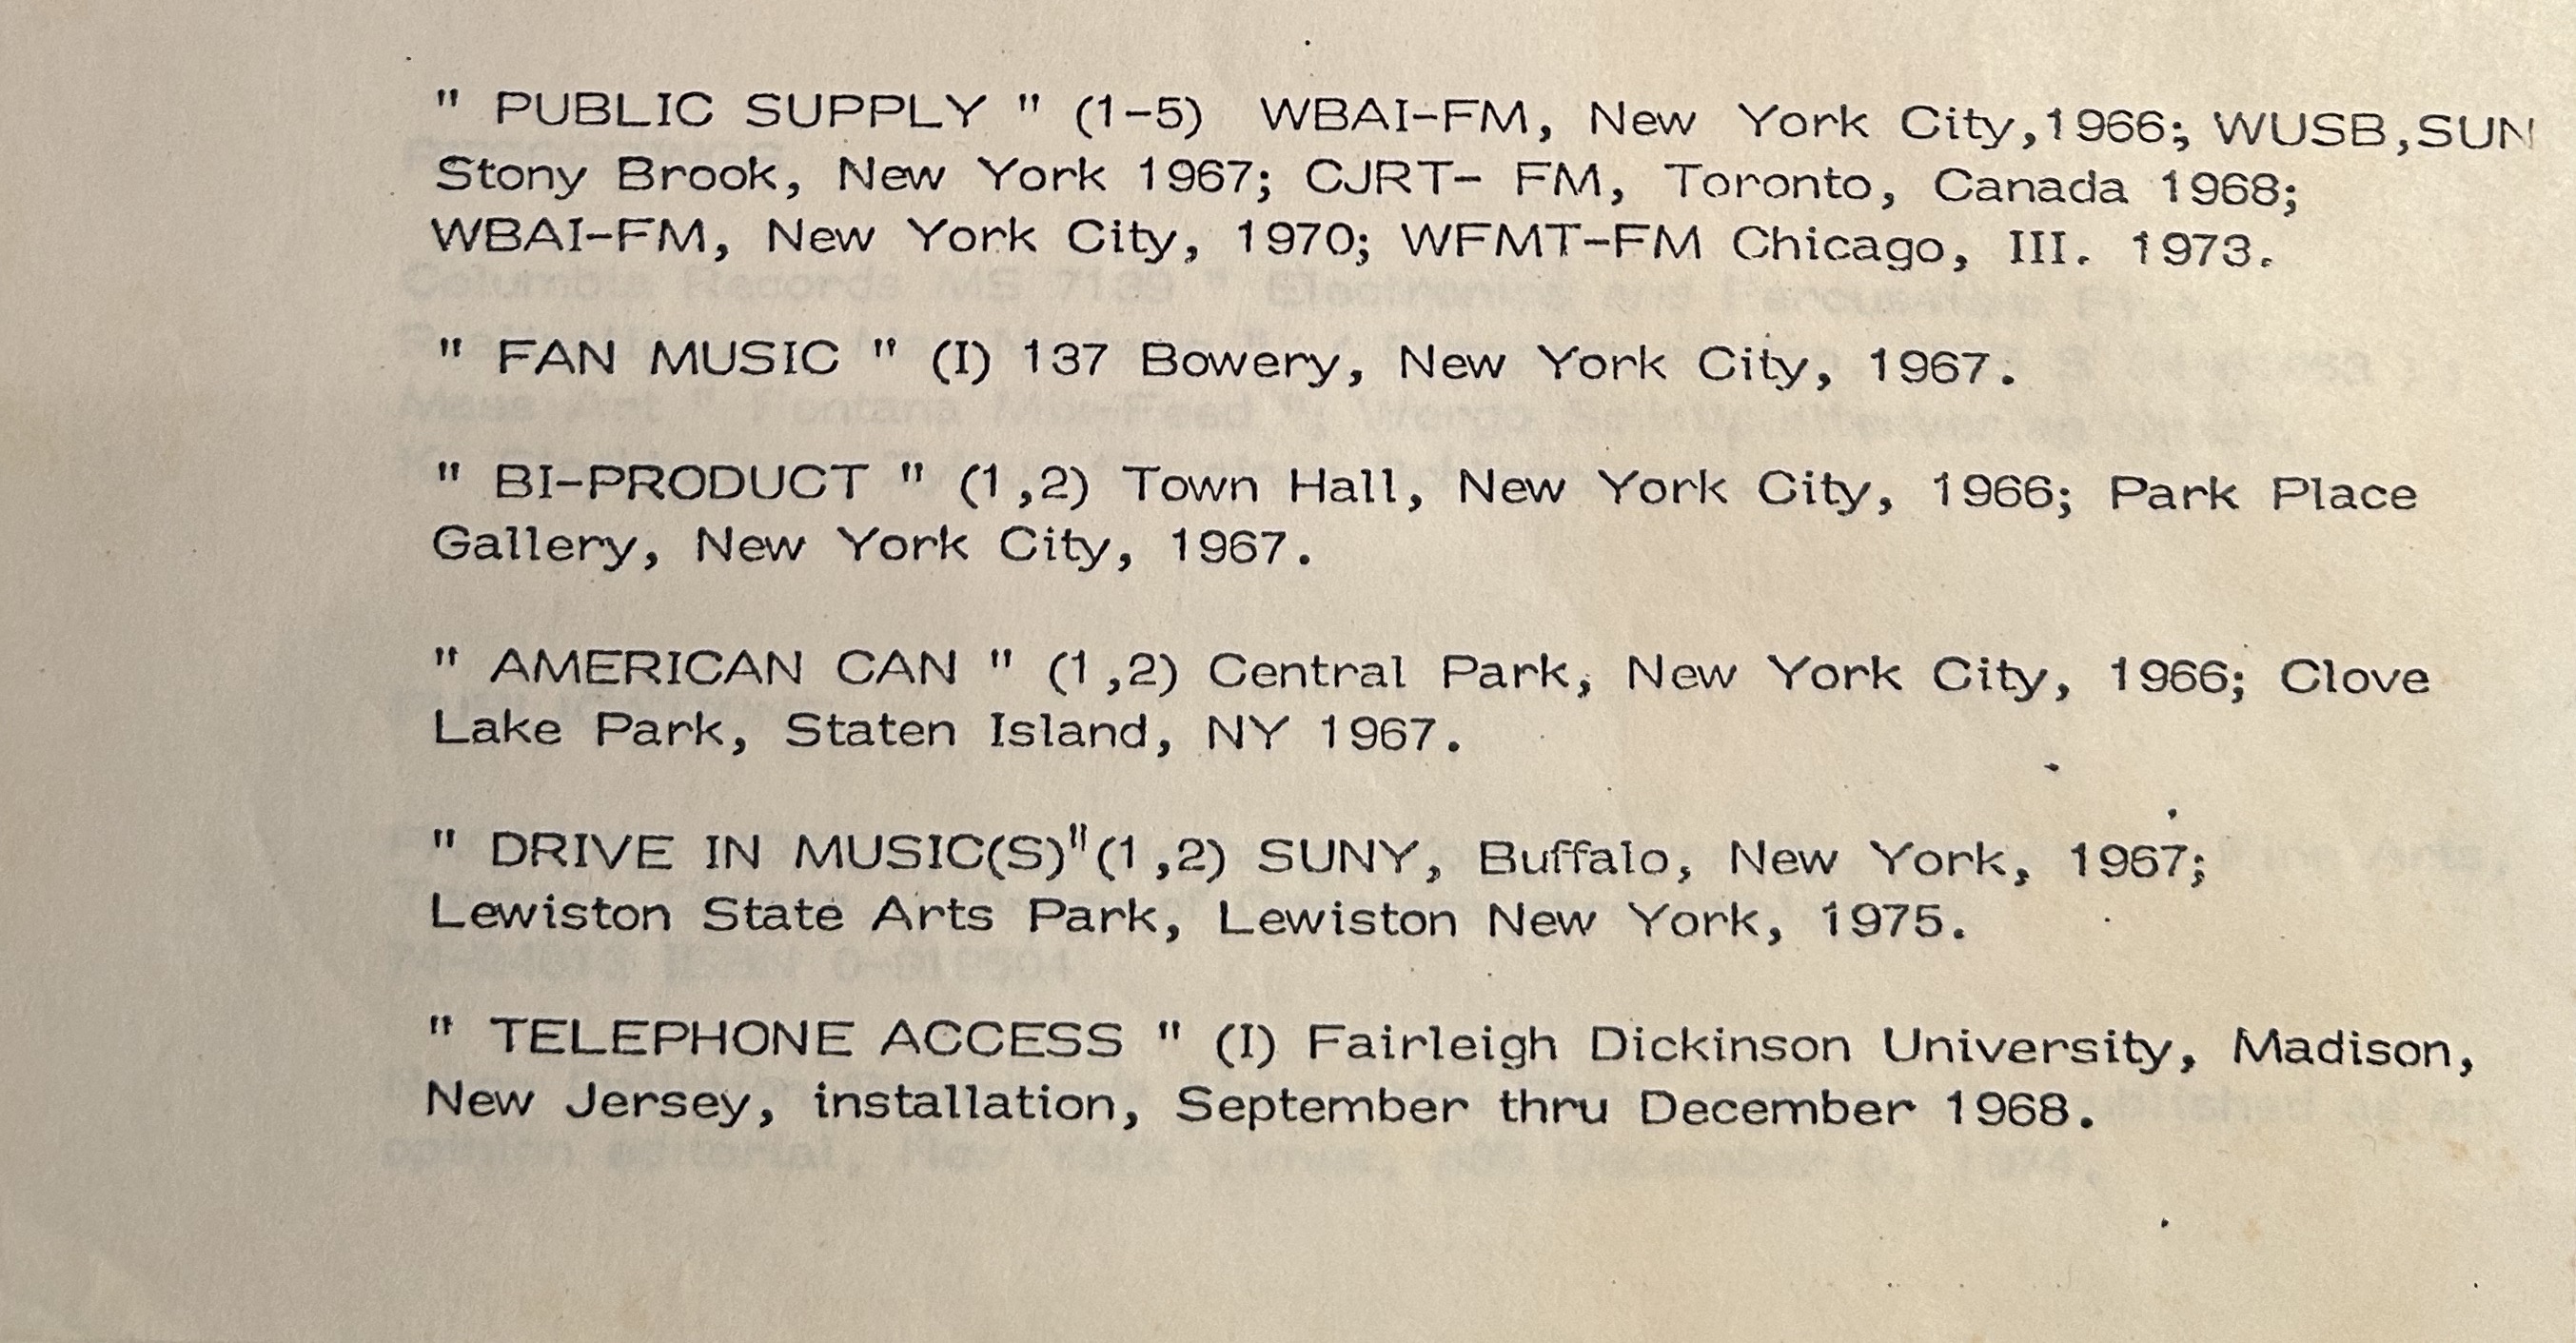 " PUBLIC SUPPLY " (1-5) WBAI-FM, New York City,1966; WUSB,SUN
Stony Brook, New York 1967; CJRT- FM, Toronto, Canada 1968;
WBAI-FM, New York City, 1970; WFMT-FM Chicago, III. 1973.
" FAN MUSIC " (I) 137 Bowery, New York City, 1967.
" BI-PRODUCT " (1,2) Town Hall, New York City, 1966; Park Place
Gallery, New York City, 1967.
" AMERICAN CAN " (1,2) Central Park, New York City, 1966; Clove
Lake Park, Staten Island, NY 1967.
" DRIVE IN MUSIC(S)"(1,2) SUNY, Buffalo, New York, 1967;
Lewiston State Arts Park, Lewiston New York, 1975.
" TELEPHONE ACCESS " (I) Fairleigh Dickinson University, Madison,
New Jersey, installation, September thru December 1968.